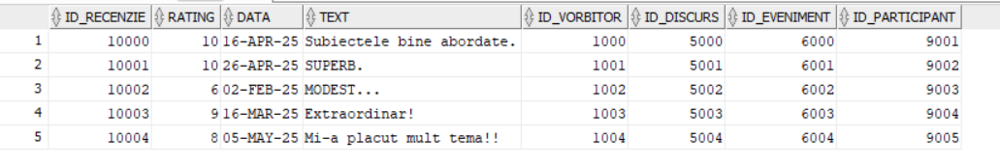 ID_RECENZIE RATING DATA TEXT ID_VORBITOR ID_DISCURS ID_EVENIMENT ID_PARTICIPANT
1 10000 10 16-APR-25 Subiectele bine abordate. 1000 5000 6000 9001
2 10001 10 26-APR-25 SUPERB. 1001 5001 6001 9002
3 10002 6 02-FEB-25 MODEST... 1002 5002 6002 9003
4 10003 9 16-MAR-25 Extraordinar! 1003 5003 6003 9004
5 10004 8 05-MAY-25 Mi-a placut mult tema!! 1004 5004 6004 9005